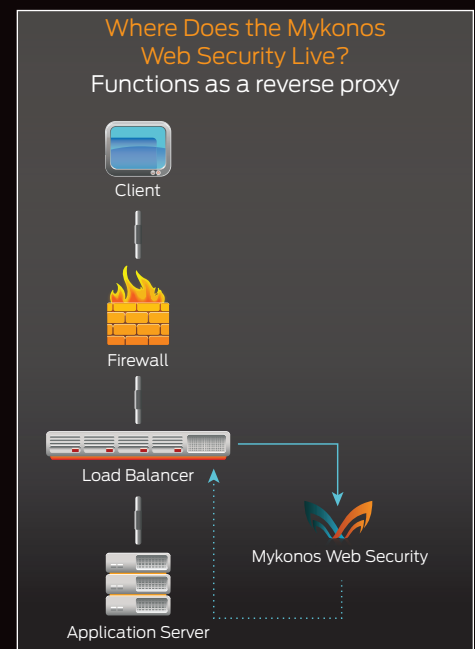 Where Does the Mykonos
Web Security Live?
Functions as a reverse proxy
Client
Firewall
Load Balancer
Mykonos Web Security
Application Server